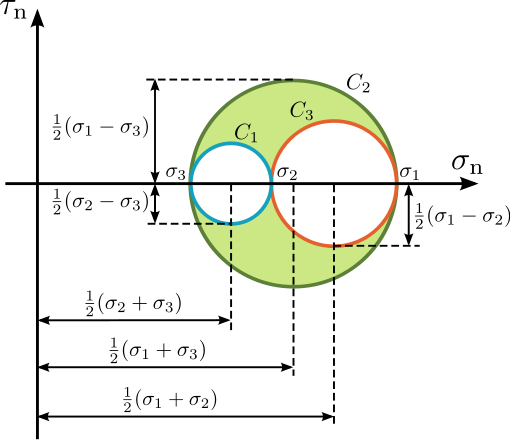 τₙ
C₂
C₃
½(σ₁ − σ₃)
C₁
σ₃
σ₂
σ₁
σₙ
½(σ₂ − σ₃)
½(σ₁ − σ₂)
½(σ₂ + σ₃)
½(σ₁ + σ₃)
½(σ₁ + σ₂)